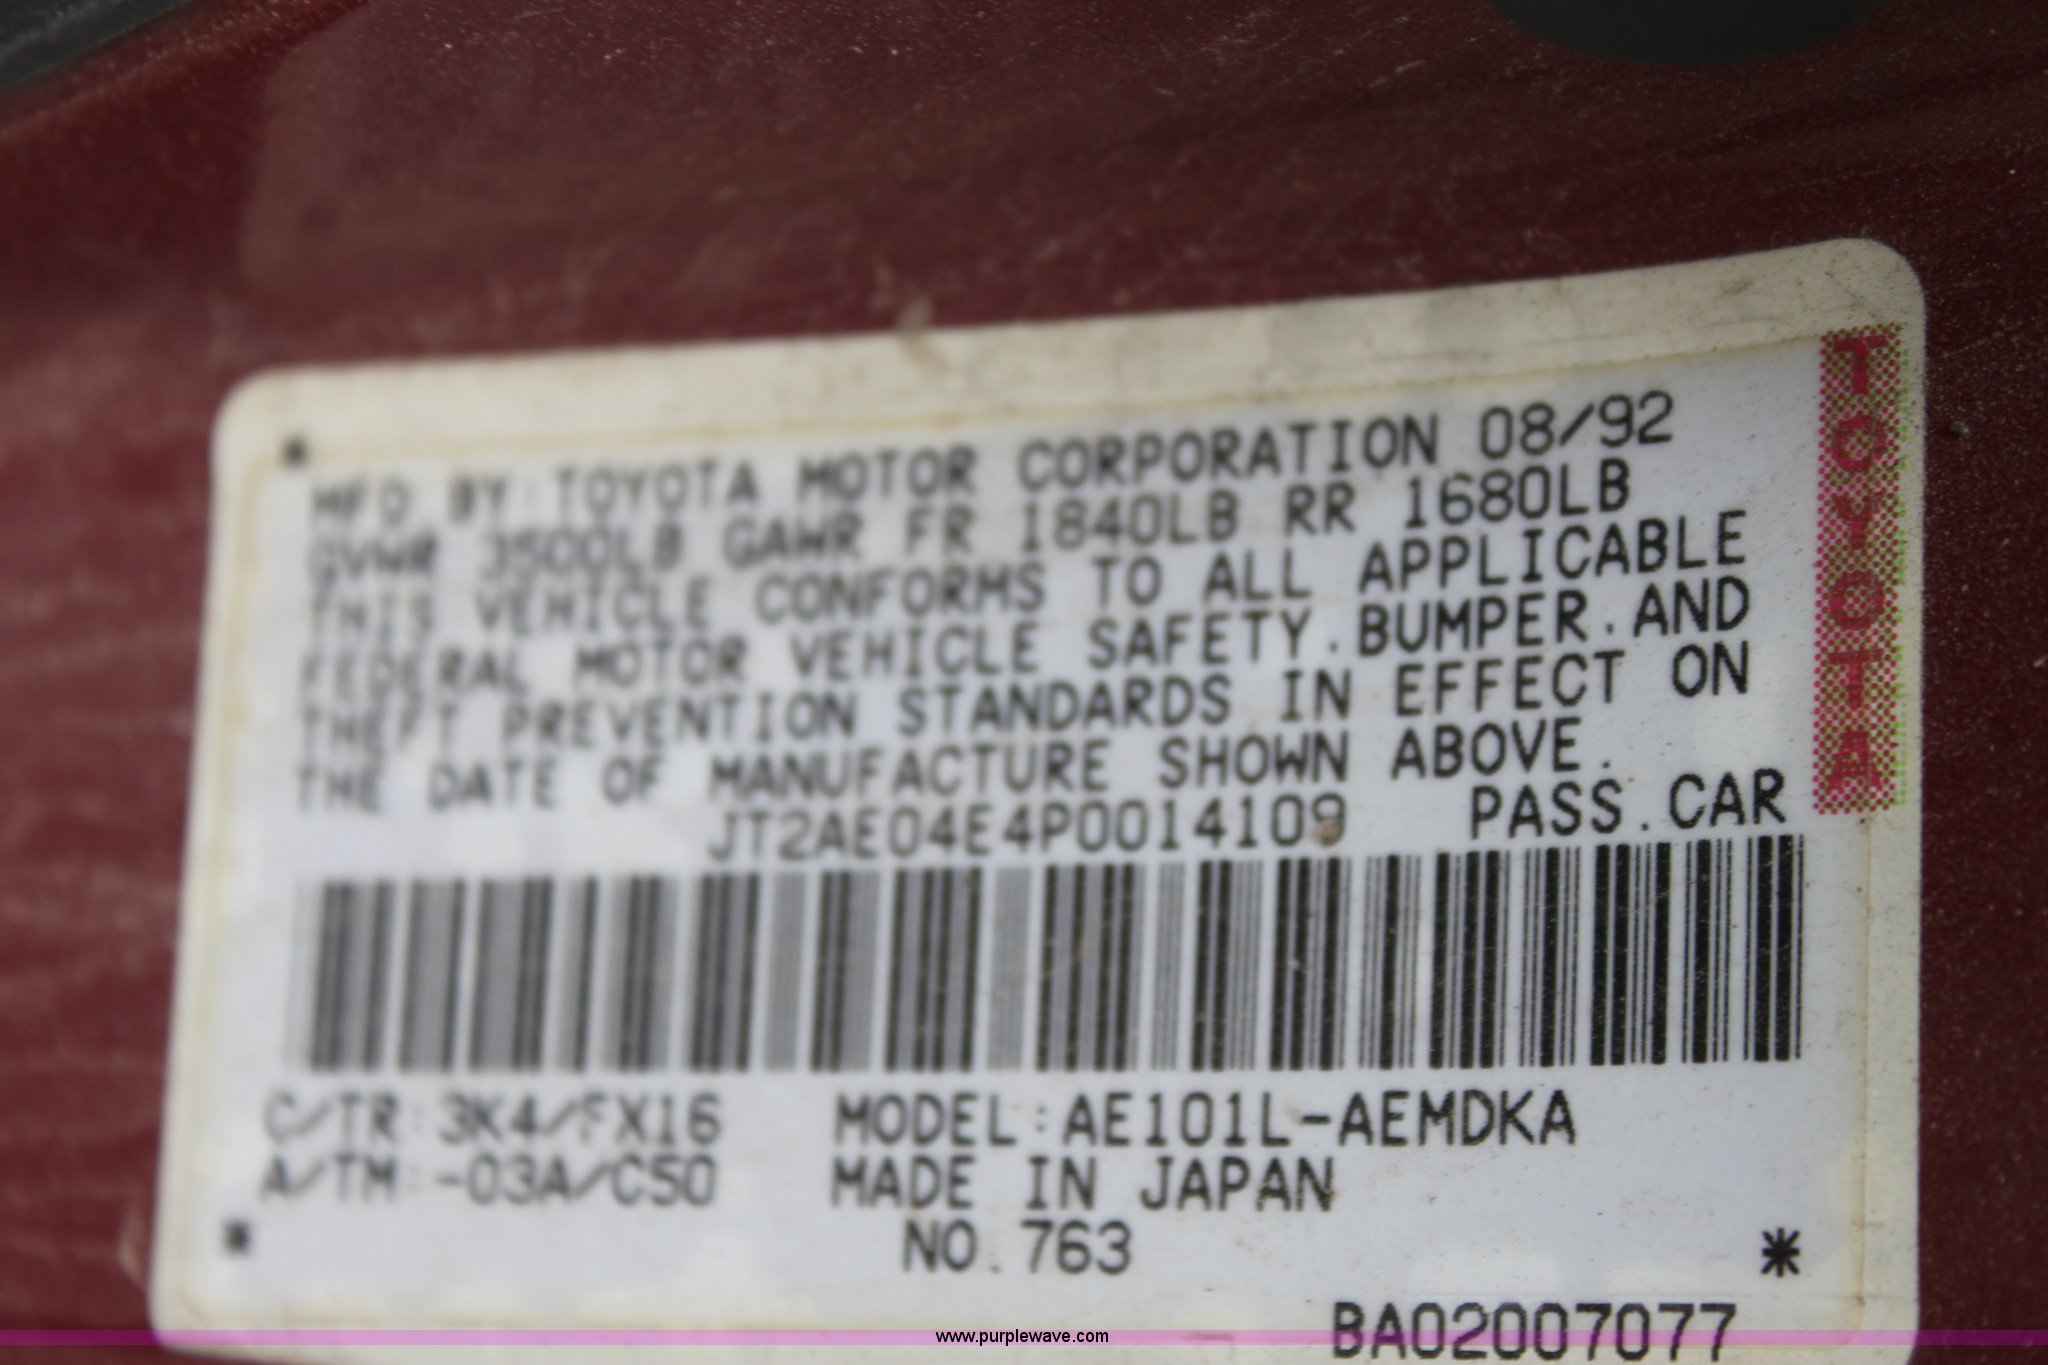 MFD BY:TOYOTA MOTOR CORPORATION 08/92
GVWR 3500LB GAWR FR 1840LB RR 1680LB
THIS VEHICLE CONFORMS TO ALL APPLICABLE
FEDERAL MOTOR VEHICLE SAFETY.BUMPER.AND
THEFT PREVENTION STANDARDS IN EFFECT ON
THE DATE OF MANUFACTURE SHOWN ABOVE.
JT2AE04E4P0014109 PASS.CAR
TOYOTA
C/TR:3K4/FX16 MODEL:AE101L-AEMDKA
A/TM:-03A/C50 MADE IN JAPAN
NO.763
BA02007077
www.purplewave.com